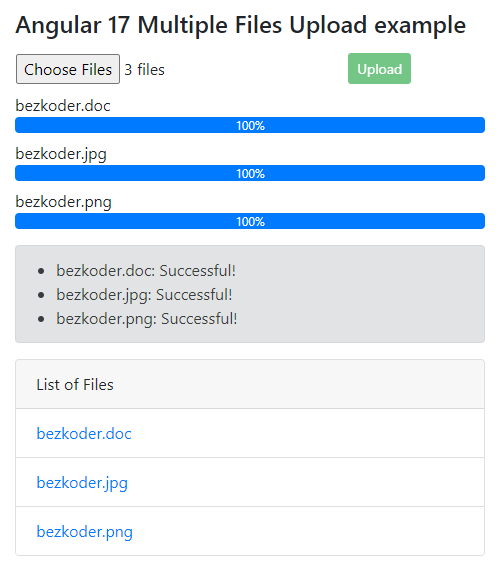 Angular 17 Multiple Files Upload example
Choose Files 3 files Upload
bezkoder.doc
100%
bezkoder.jpg
100%
bezkoder.png
100%
bezkoder.doc: Successful!
bezkoder.jpg: Successful!
bezkoder.png: Successful!
List of Files
bezkoder.doc
bezkoder.jpg
bezkoder.png